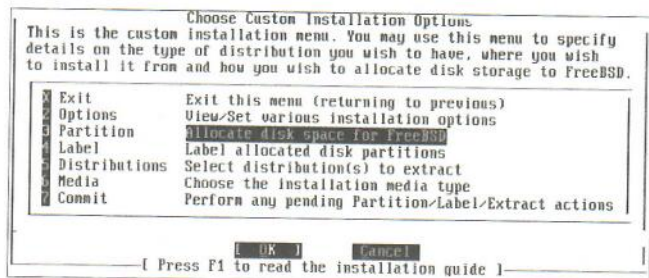 Choose Custom Installation Options
This is the custom installation menu. You may use this menu to specify
details on the type of distribution you wish to have, where you wish
to install it from and how you wish to allocate disk storage to FreeBSD.
X Exit Exit this menu (returning to previous)
2 Options View/Set various installation options
3 Partition Allocate disk space for FreeBSD
4 Label Label allocated disk partitions
5 Distributions Select distribution(s) to extract
6 Media Choose the installation media type
7 Commit Perform any pending Partition/Label/Extract actions
[ OK ] Cancel
[ Press F1 to read the installation guide ]